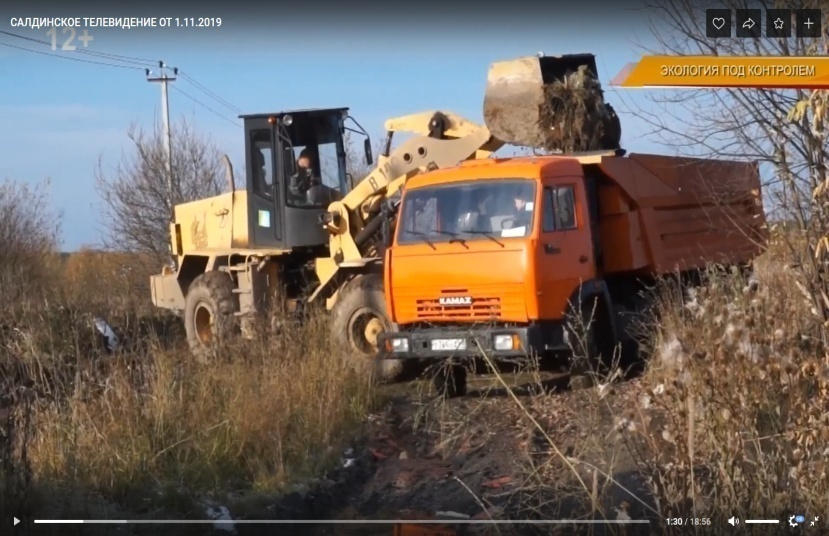 САЛДИНСКОЕ ТЕЛЕВИДЕНИЕ ОТ 1.11.2019
12+
ЭКОЛОГИЯ ПОД КОНТРОЛЕМ
KAMAZ
1:30 / 18:56